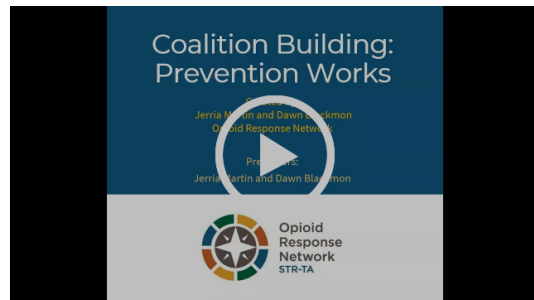 Coalition Building:
Prevention Works
Jerria Martin and Dawn Blackmon
Opioid Response Network
Presenters:
Jerria Martin and Dawn Blackmon
Opioid
Response
Network
STR-TA